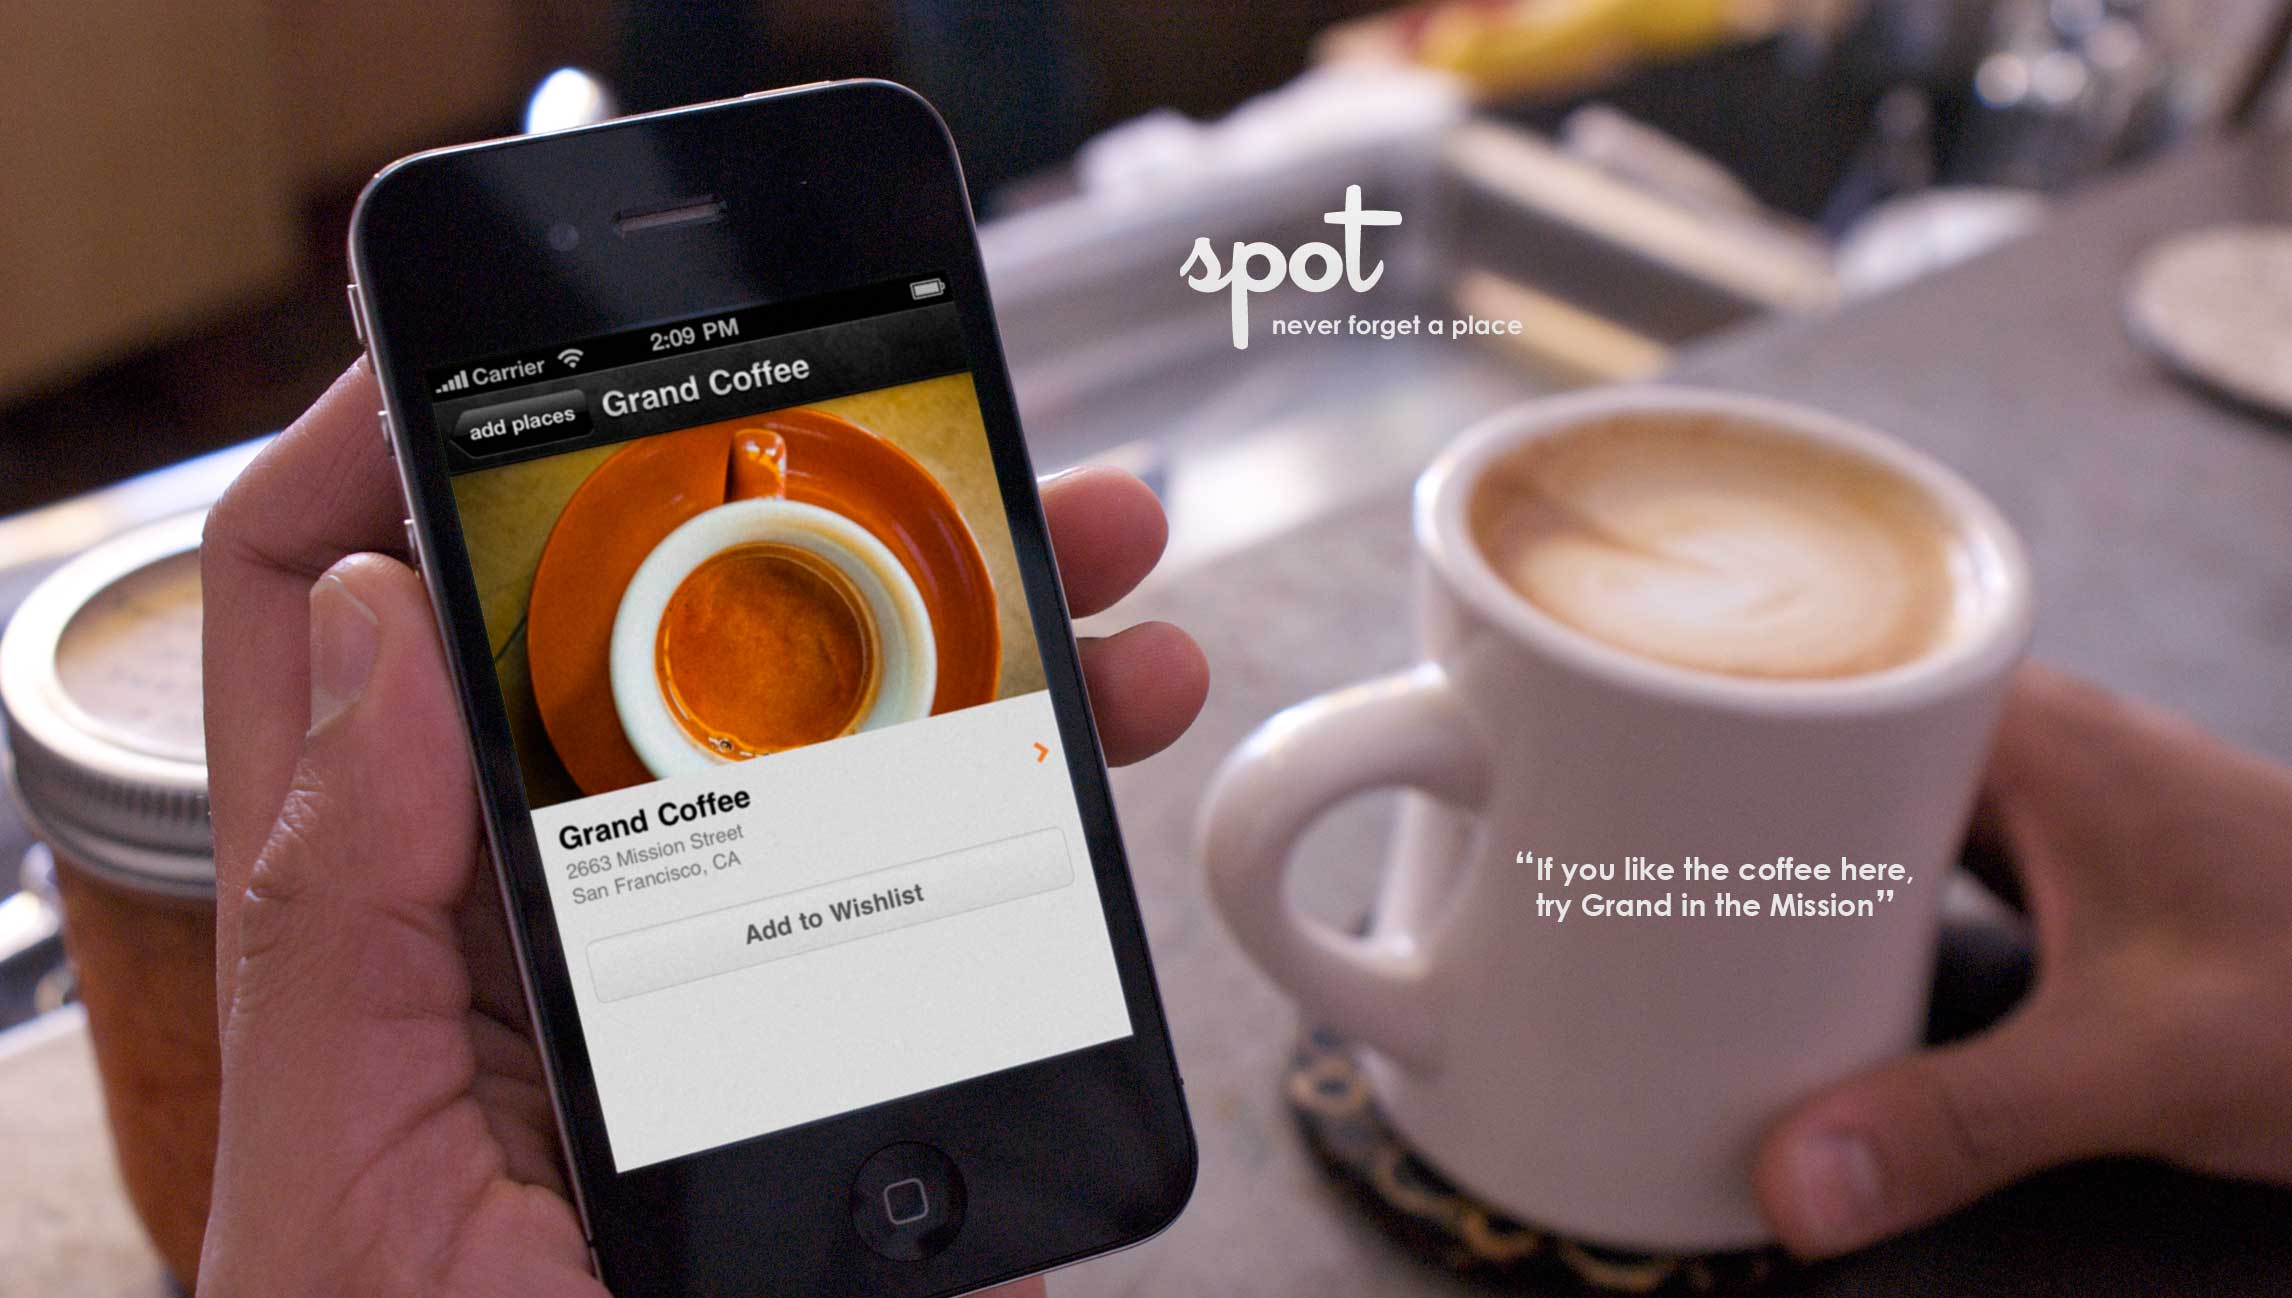 Carrier 2:09 PM
add places Grand Coffee
Grand Coffee
2663 Mission Street
San Francisco, CA
Add to Wishlist
spot
never forget a place
“If you like the coffee here,
try Grand in the Mission”